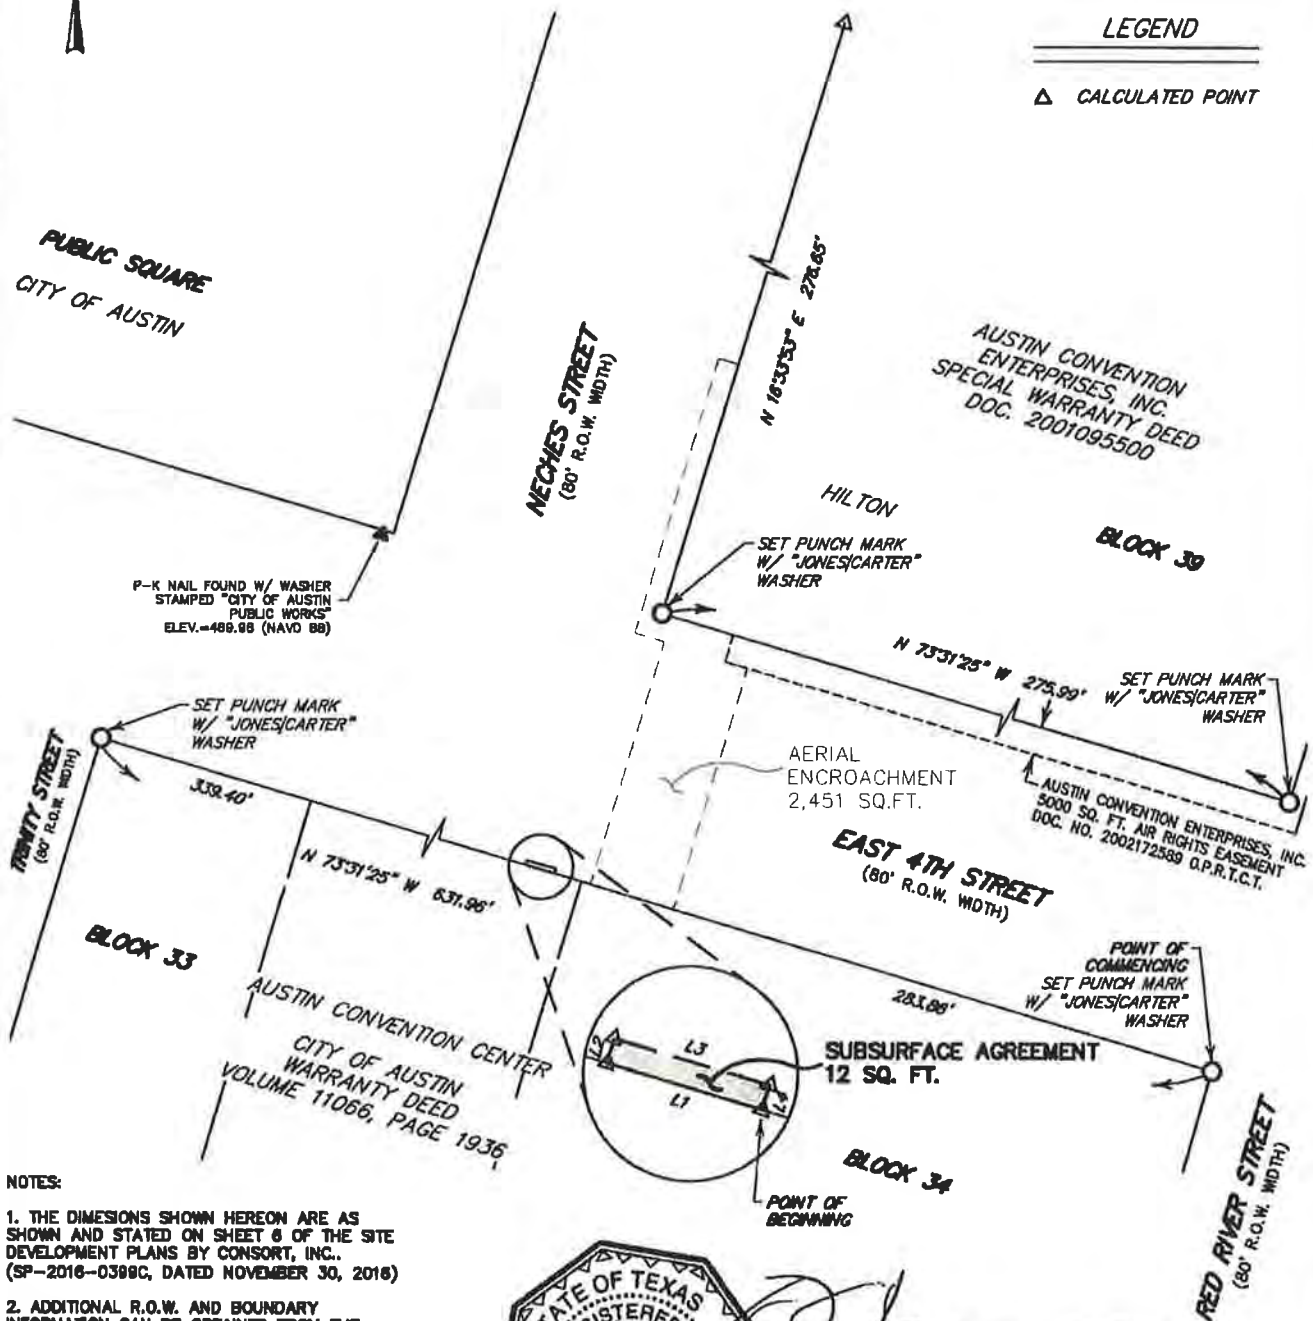 LEGEND
△ CALCULATED POINT
PUBLIC SQUARE
CITY OF AUSTIN
NECHES STREET
(80' R.O.W. WIDTH)
N 16°33'53" E 276.65'
AUSTIN CONVENTION
ENTERPRISES, INC.
SPECIAL WARRANTY DEED
DOC. 2001095500
HILTON
BLOCK 39
SET PUNCH MARK
W/ "JONES|CARTER"
WASHER
P-K NAIL FOUND W/ WASHER
STAMPED "CITY OF AUSTIN
PUBLIC WORKS"
ELEV.=469.98 (NAVD 88)
N 73°31'25" W 275.99'
SET PUNCH MARK
W/ "JONES|CARTER"
WASHER
SET PUNCH MARK
W/ "JONES|CARTER"
WASHER
TRINITY STREET
(80' R.O.W. WIDTH)
339.40'
AERIAL
ENCROACHMENT
2,451 SQ.FT.
AUSTIN CONVENTION ENTERPRISES, INC.
5000 SQ. FT. AIR RIGHTS EASEMENT
DOC. NO. 2002172589 O.P.R.T.C.T.
EAST 4TH STREET
(80' R.O.W. WIDTH)
N 73°31'25" W 631.96'
BLOCK 33
AUSTIN CONVENTION CENTER
CITY OF AUSTIN
WARRANTY DEED
VOLUME 11066, PAGE 1936
POINT OF
COMMENCING
SET PUNCH MARK
W/ "JONES|CARTER"
WASHER
283.86'
L2
L3
L1
L4
SUBSURFACE AGREEMENT
12 SQ. FT.
BLOCK 34
POINT OF
BEGINNING
RED RIVER STREET
(80' R.O.W. WIDTH)
NOTES:
1. THE DIMESIONS SHOWN HEREON ARE AS
SHOWN AND STATED ON SHEET 6 OF THE SITE
DEVELOPMENT PLANS BY CONSORT, INC..
(SP-2016-0399C, DATED NOVEMBER 30, 2016)
2. ADDITIONAL R.O.W. AND BOUNDARY
STATE OF TEXAS